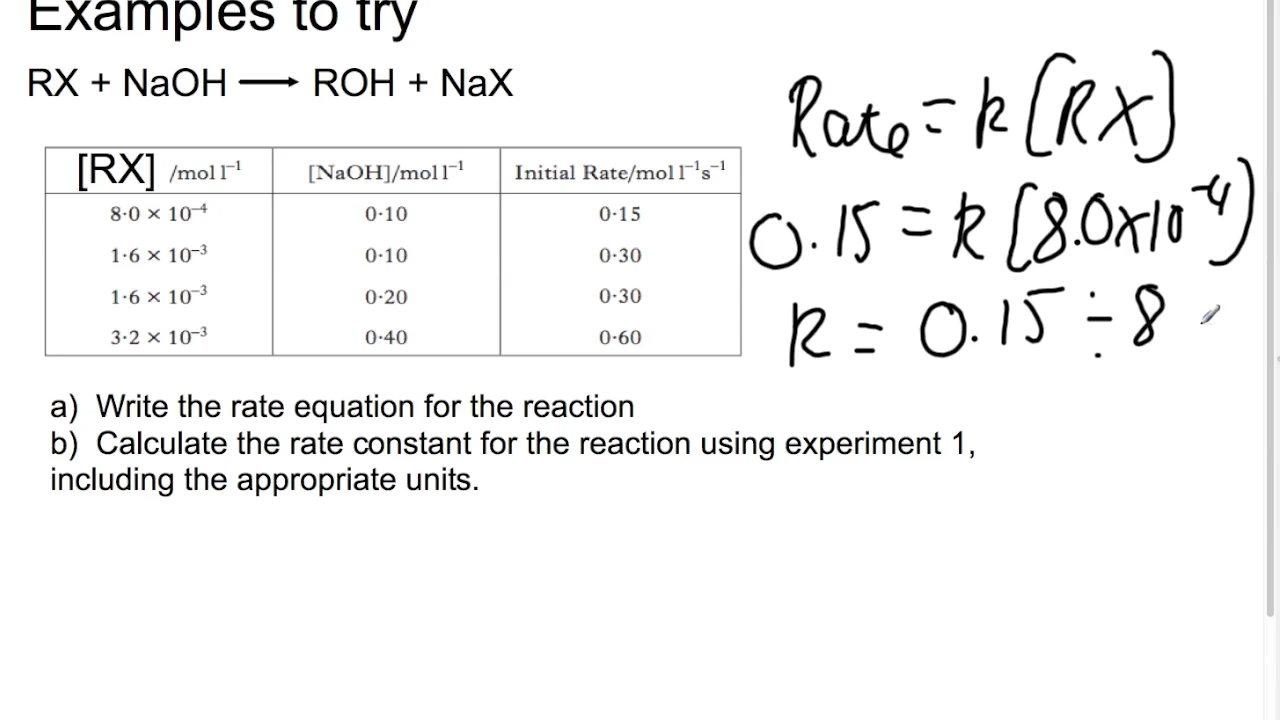 Examples to try
RX + NaOH ⟶ ROH + NaX
[RX] /mol l⁻¹ [NaOH]/mol l⁻¹ Initial Rate/mol l⁻¹s⁻¹
8·0 × 10⁻⁴ 0·10 0·15
1·6 × 10⁻³ 0·10 0·30
1·6 × 10⁻³ 0·20 0·30
3·2 × 10⁻³ 0·40 0·60
Rate = k[RX]
0.15 = k[8.0x10⁻⁴)
k = 0.15 ÷ 8
a) Write the rate equation for the reaction
b) Calculate the rate constant for the reaction using experiment 1,
including the appropriate units.